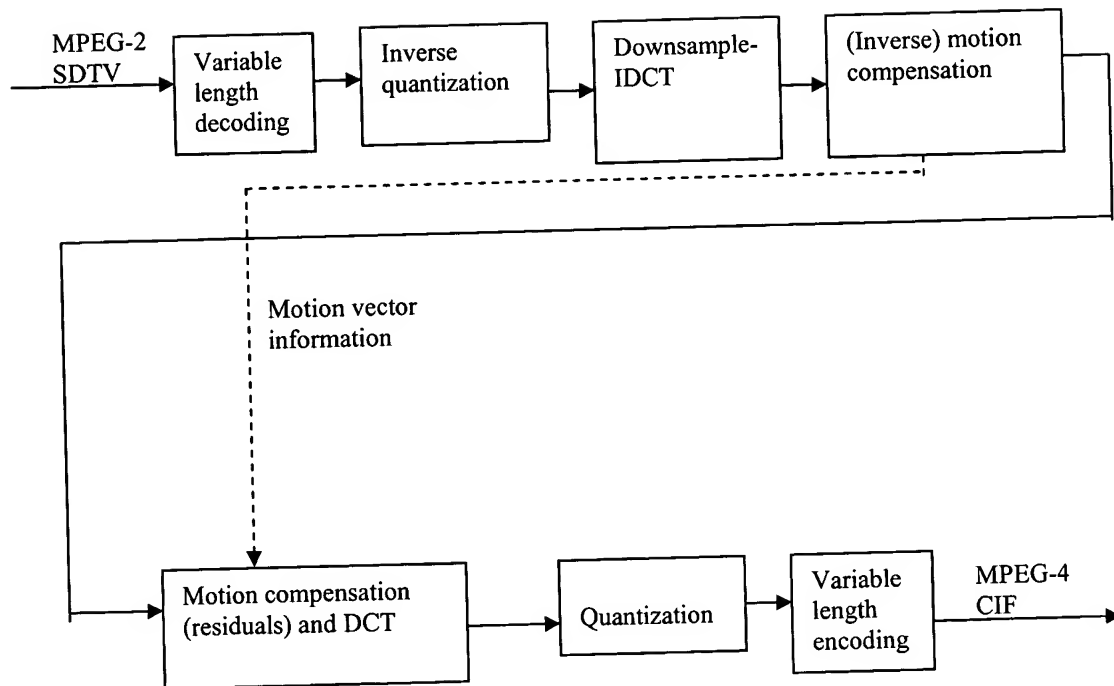 MPEG-2
SDTV
Variable
length
decoding
Inverse
quantization
Downsample-
IDCT
(Inverse) motion
compensation
Motion vector
information
Motion compensation
(residuals) and DCT
Quantization
Variable
length
encoding
MPEG-4
CIF